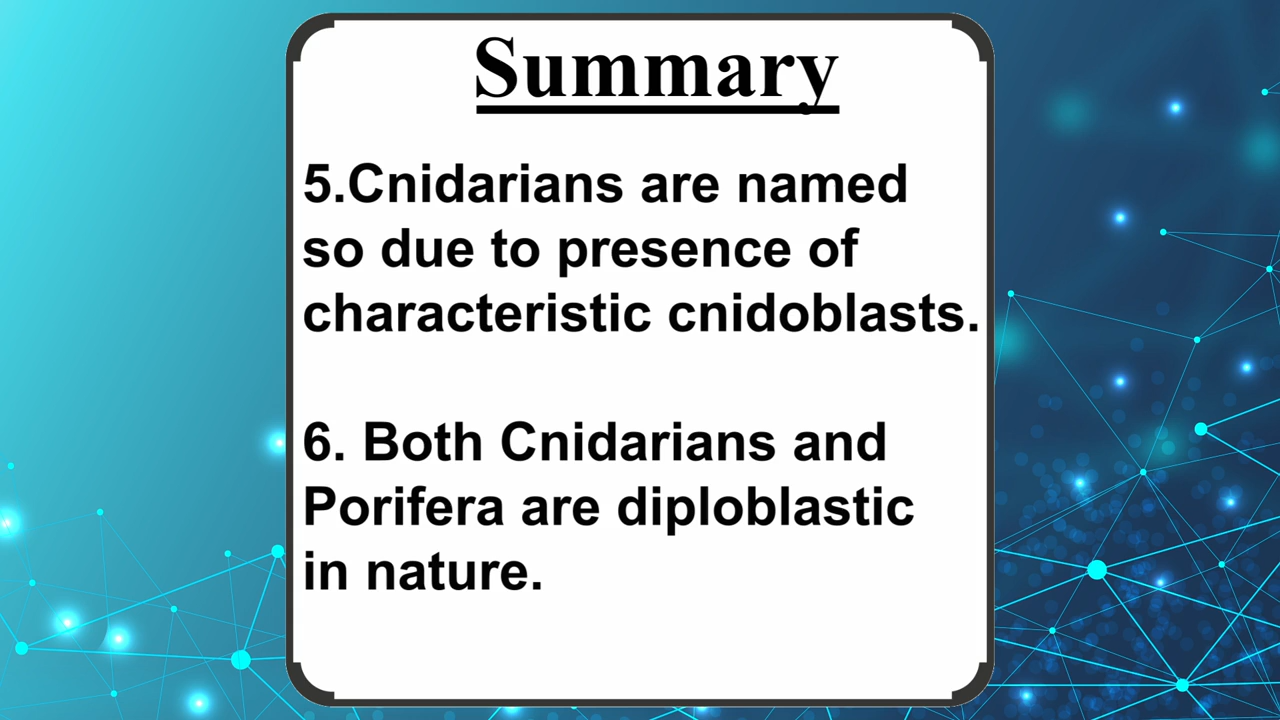 Summary
5.Cnidarians are named
so due to presence of
characteristic cnidoblasts.
6. Both Cnidarians and
Porifera are diploblastic
in nature.